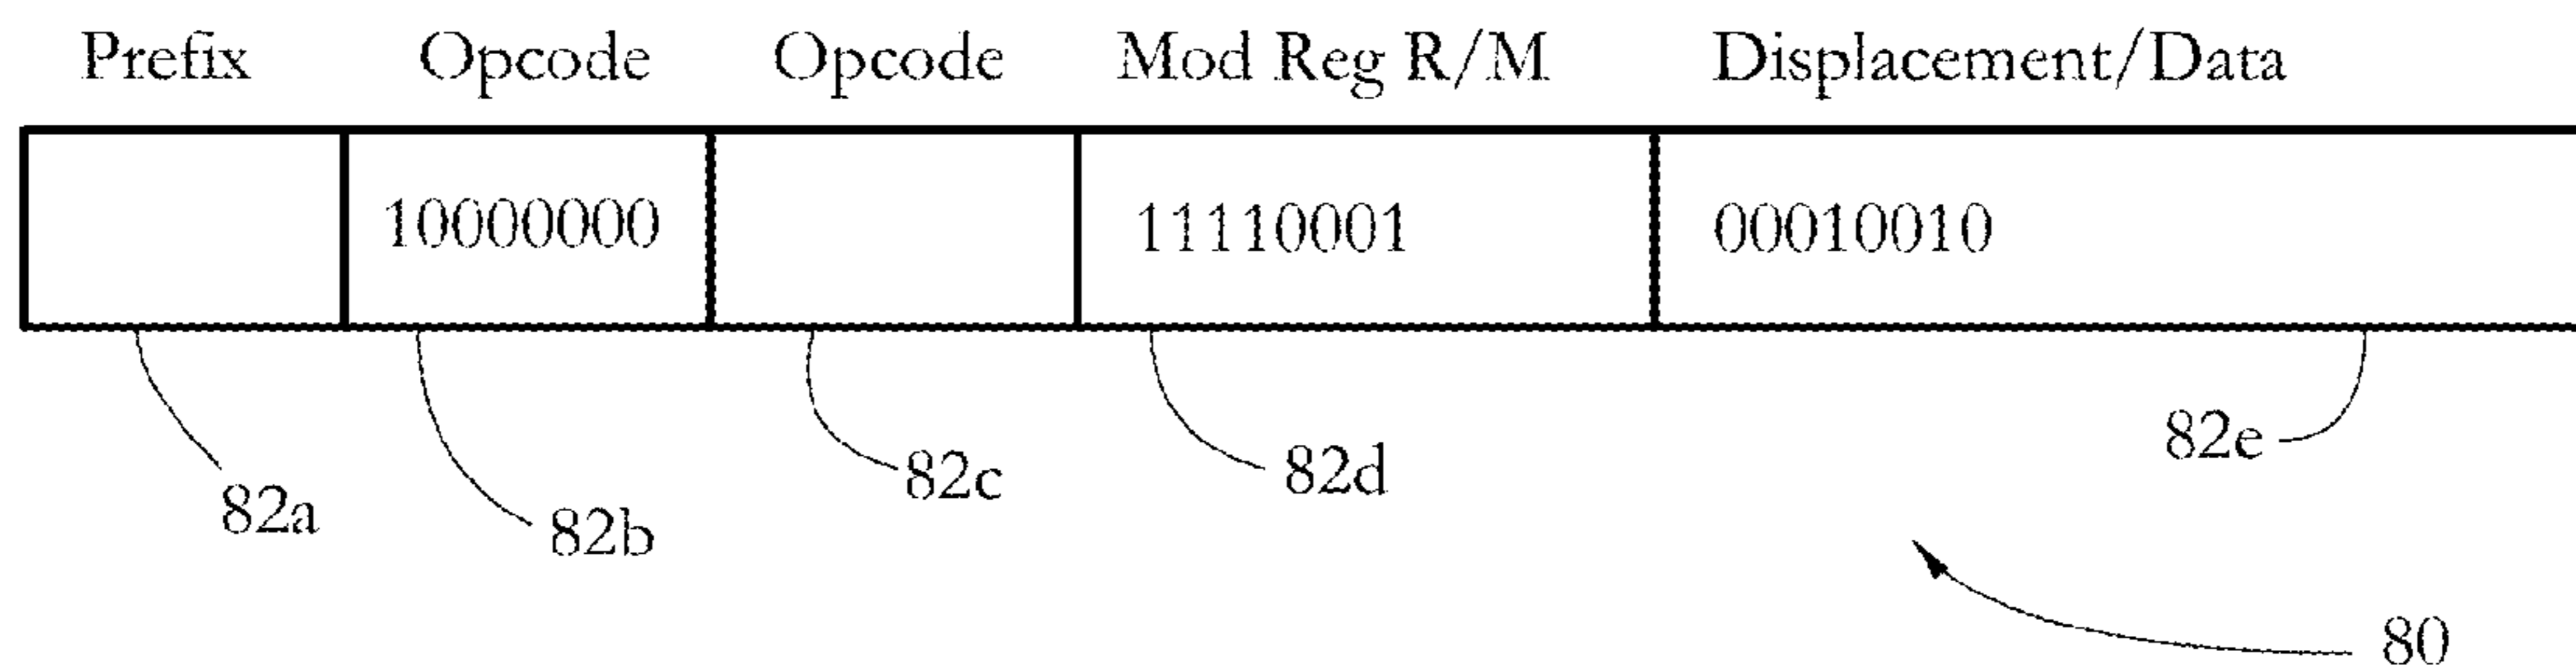 Prefix Opcode Opcode Mod Reg R/M Displacement/Data
10000000 11110001 00010010
82a 82b 82c 82d 82e
80